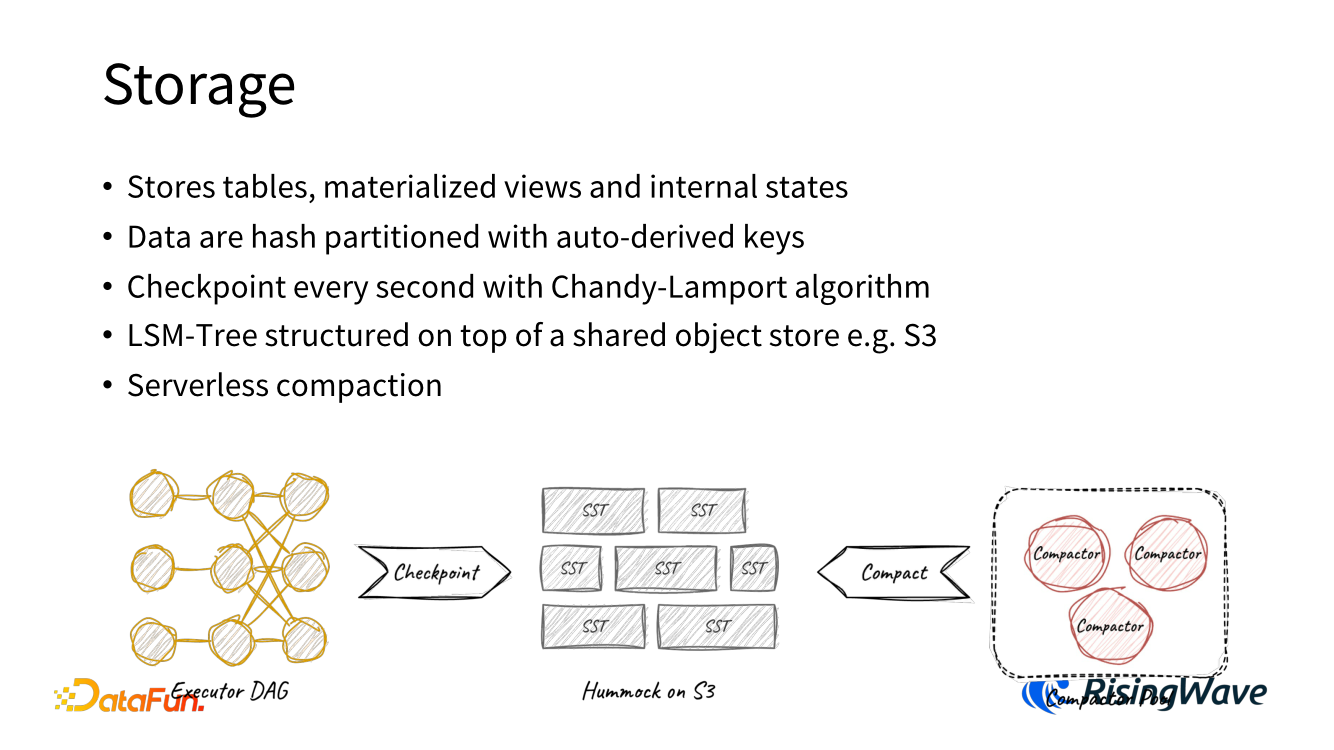 Storage
• Stores tables, materialized views and internal states
• Data are hash partitioned with auto-derived keys
• Checkpoint every second with Chandy-Lamport algorithm
• LSM-Tree structured on top of a shared object store e.g. S3
• Serverless compaction
SST SST
Compactor Compactor
Checkpoint SST SST SST Compact
SST SST
Compactor
Executor DAG
Hummock on S3
Compactor Pool
DataFun.
RisingWave